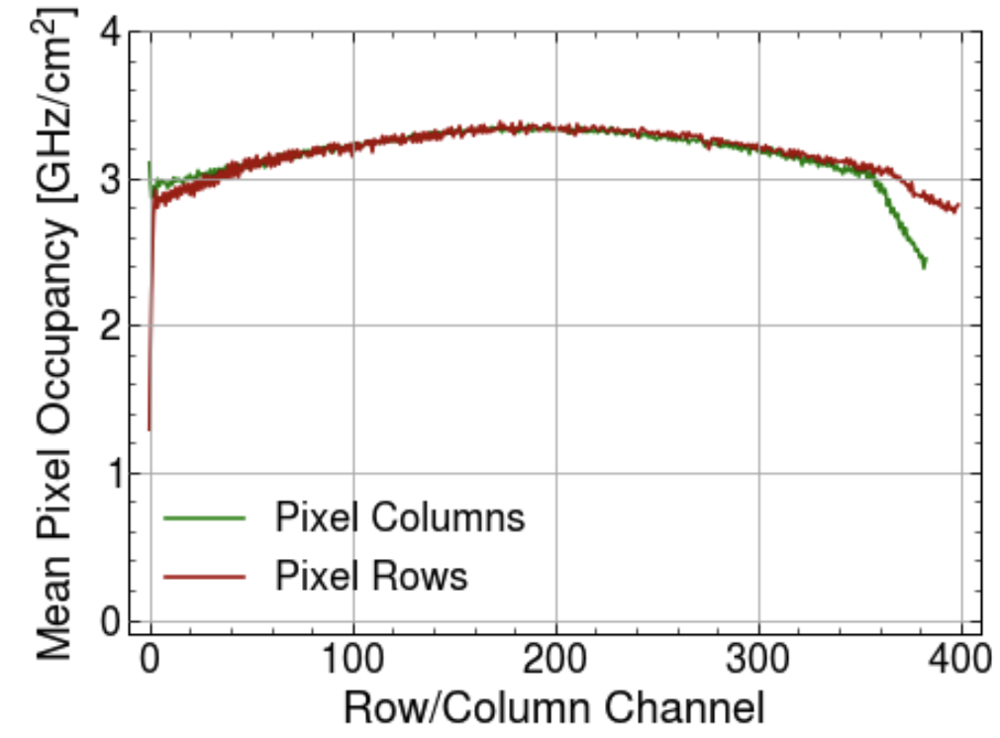 Mean Pixel Occupancy [GHz/cm²]
4
3
2
1
0
Pixel Columns
Pixel Rows
0 100 200 300 400
Row/Column Channel